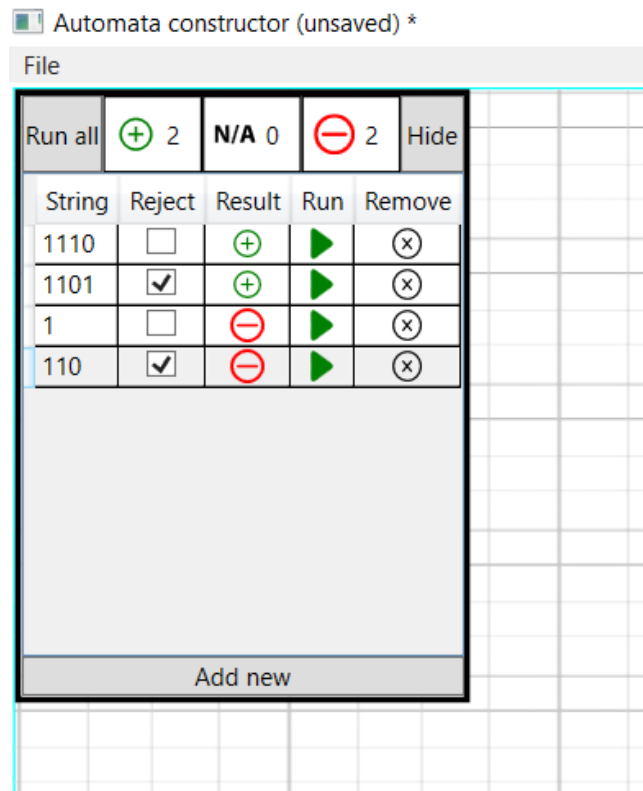 Automata constructor (unsaved) *
File
Run all 2 N/A 0 2 Hide
String Reject Result Run Remove
1110
1101
1
110
Add new